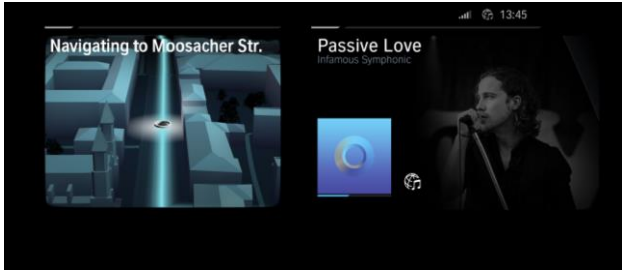 13:45
Navigating to Moosacher Str.
Passive Love
Infamous Symphonic